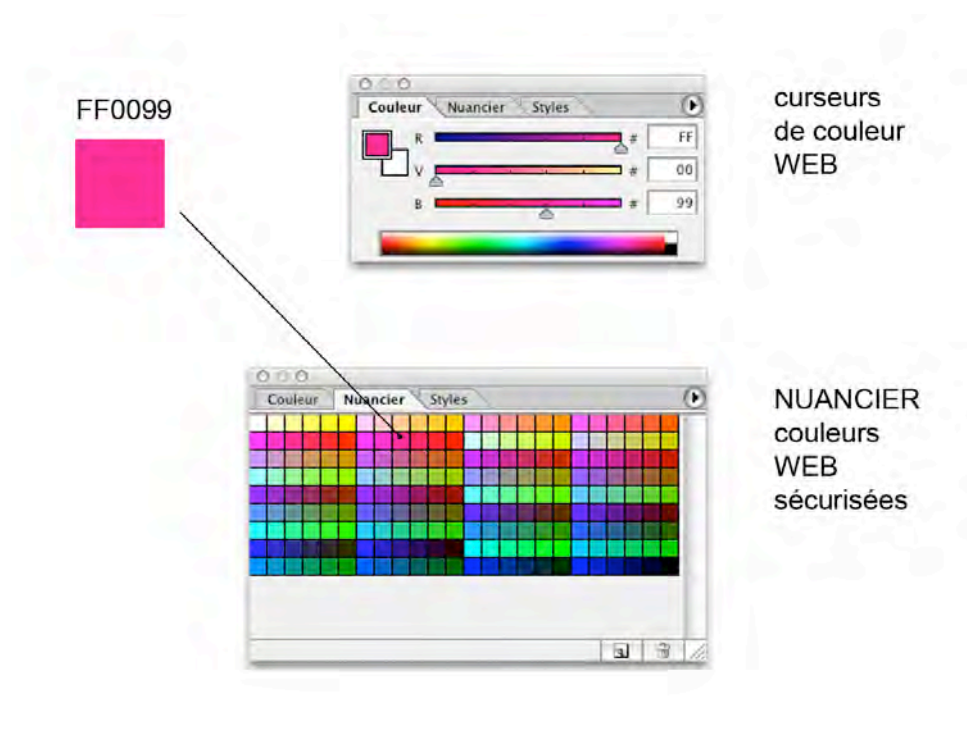 FF0099
Couleur Nuancier Styles
R # FF
V # 00
B # 99
curseurs
de couleur
WEB
Couleur Nuancier Styles
NUANCIER
couleurs
WEB
sécurisées